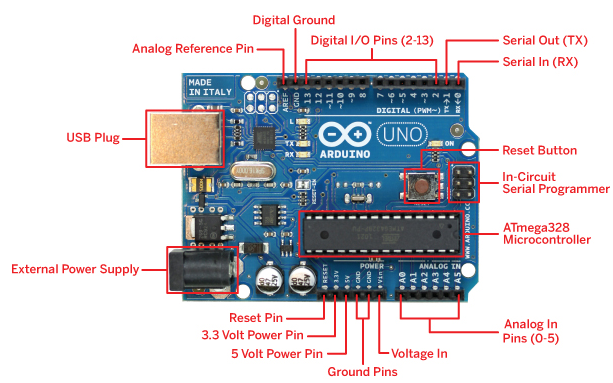 Digital Ground
Analog Reference Pin
Digital I/O Pins (2-13)
Serial Out (TX)
Serial In (RX)
MADE
IN ITALY
AREF
GND
13
12
~11
~10
~9
8
7
~6
~5
4
~3
2
TX→1
RX←0
DIGITAL (PWM~)
USB Plug
L
TX
RX
ARDUINO
UNO
ON
Reset Button
In-Circuit
Serial Programmer
RESET-EN
ATmega328
Microcontroller
WWW.ARDUINO.CC
External Power Supply
POWER
ANALOG IN
RESET
3.3V
5V
GND
GND
Vin
A0
A1
A2
A3
A4
A5
Reset Pin
3.3 Volt Power Pin
5 Volt Power Pin
Ground Pins
Voltage In
Analog In
Pins (0-5)